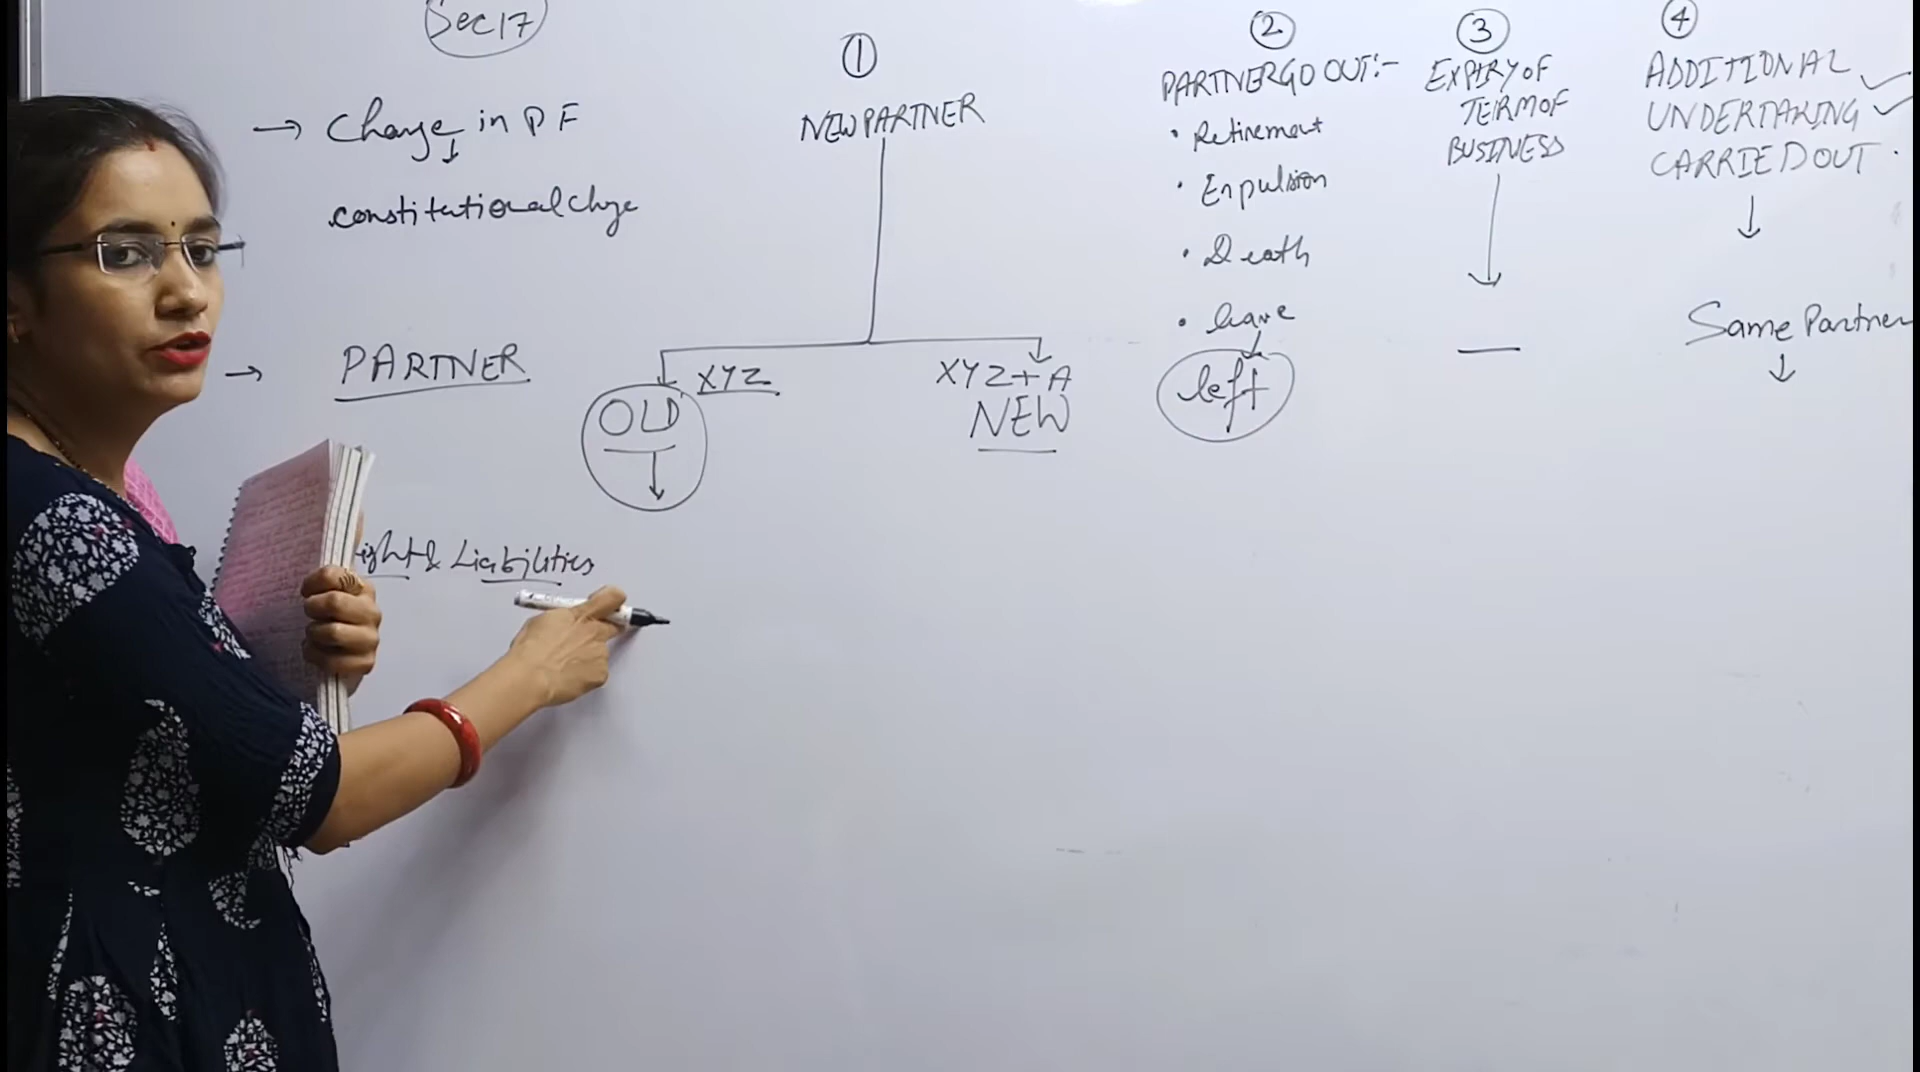 Sec 17
→ Change in P F
↓
constitutional chge
→ PARTNER
ight & Liabilities
①
NEW PARTNER
XYZ
OLD
↓
XYZ + A
NEW
②
PARTNER GO OUT :-
• Retirement
• Expulsion
• Death
• leave
↓
left
③
EXPIRY OF
TERM OF
BUSINESS
↓
—
④
ADDITIONAL ✓
UNDERTAKING ✓
CARRIED OUT .
↓
Same Partner
↓